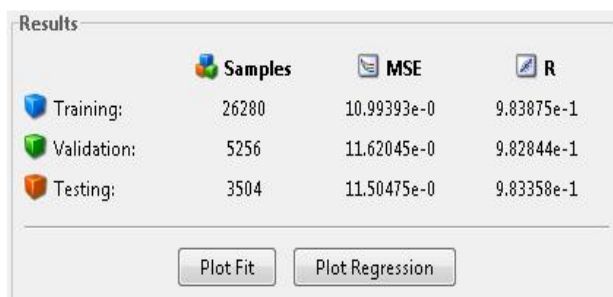 Results
Samples MSE R
Training: 26280 10.99393e-0 9.83875e-1
Validation: 5256 11.62045e-0 9.82844e-1
Testing: 3504 11.50475e-0 9.83358e-1
Plot Fit Plot Regression